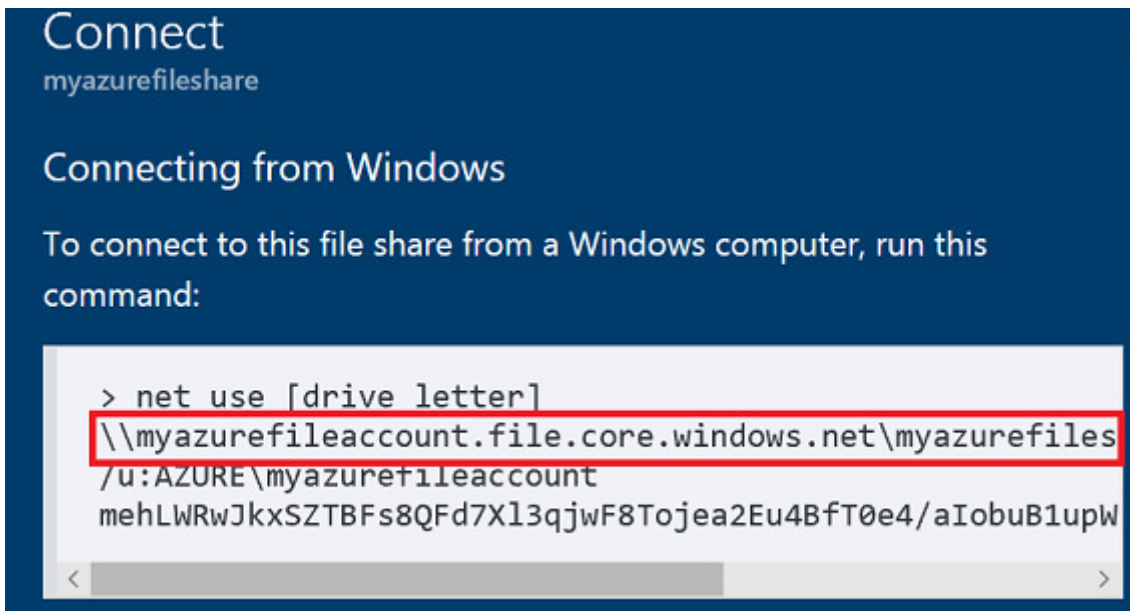 Connect
myazurefileshare
Connecting from Windows
To connect to this file share from a Windows computer, run this
command:
> net use [drive letter]
\\myazurefileaccount.file.core.windows.net\myazurefiles
/u:AZURE\myazurefileaccount
mehLWRwJkxSZTBFs8QFd7Xl3qjwF8Tojea2Eu4BfT0e4/aIobuB1upW